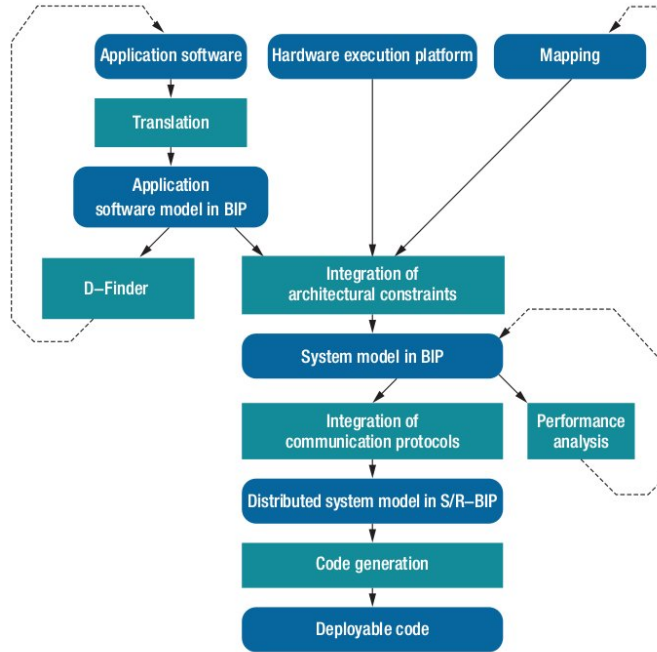 Application software
Hardware execution platform
Mapping
Translation
Application
software model in BIP
D–Finder
Integration of
architectural constraints
System model in BIP
Integration of
communication protocols
Performance
analysis
Distributed system model in S/R–BIP
Code generation
Deployable code